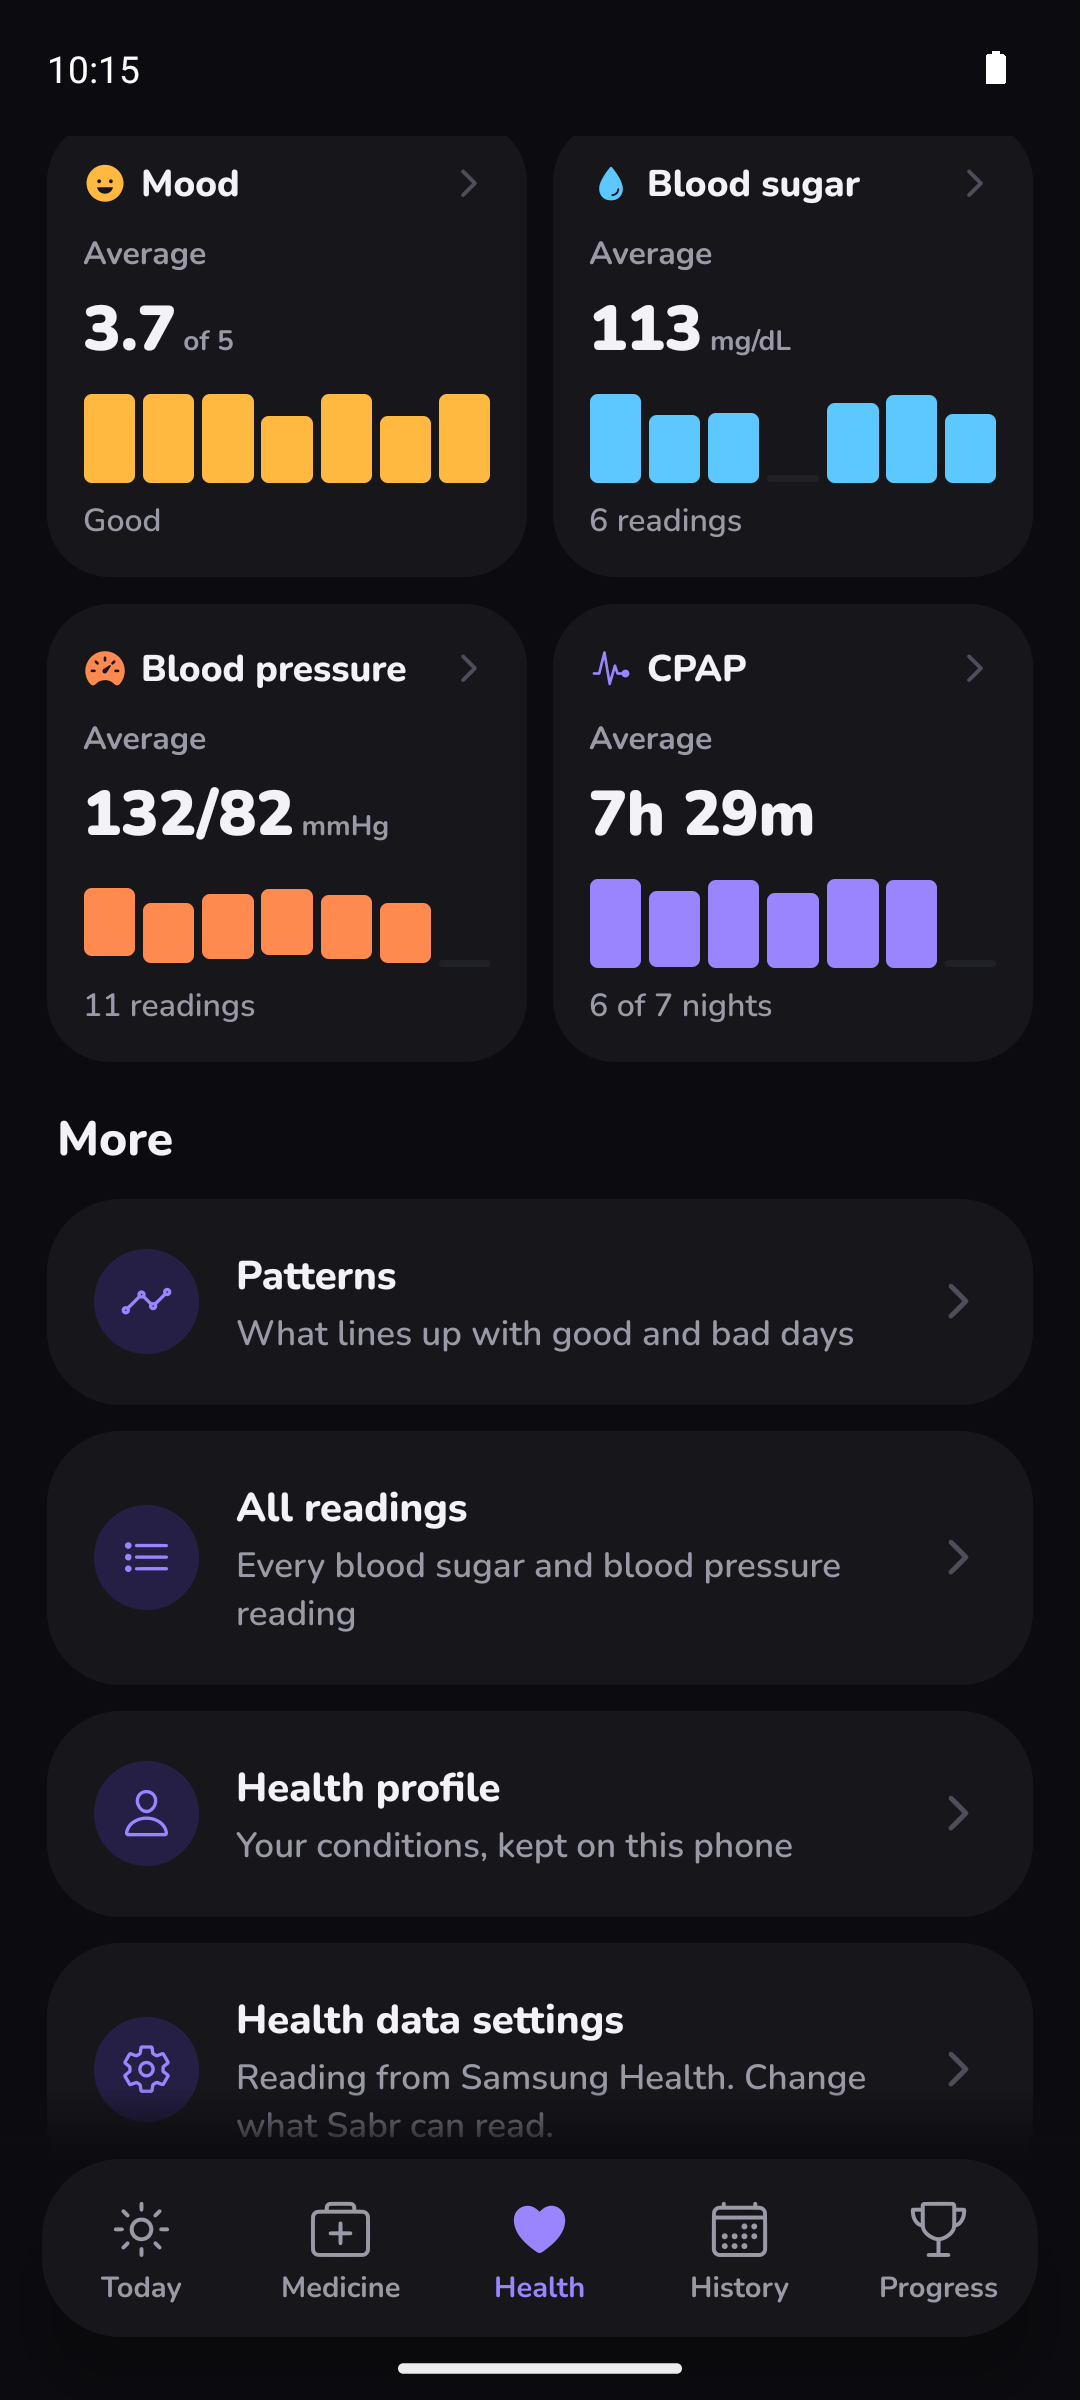 10:15
Mood
Average
3.7 of 5
Good
Blood sugar
Average
113 mg/dL
6 readings
Blood pressure
Average
132/82 mmHg
11 readings
CPAP
Average
7h 29m
6 of 7 nights
More
Patterns
What lines up with good and bad days
All readings
Every blood sugar and blood pressure
reading
Health profile
Your conditions, kept on this phone
Health data settings
Reading from Samsung Health. Change
what Sabr can read.
Today
Medicine
Health
History
Progress